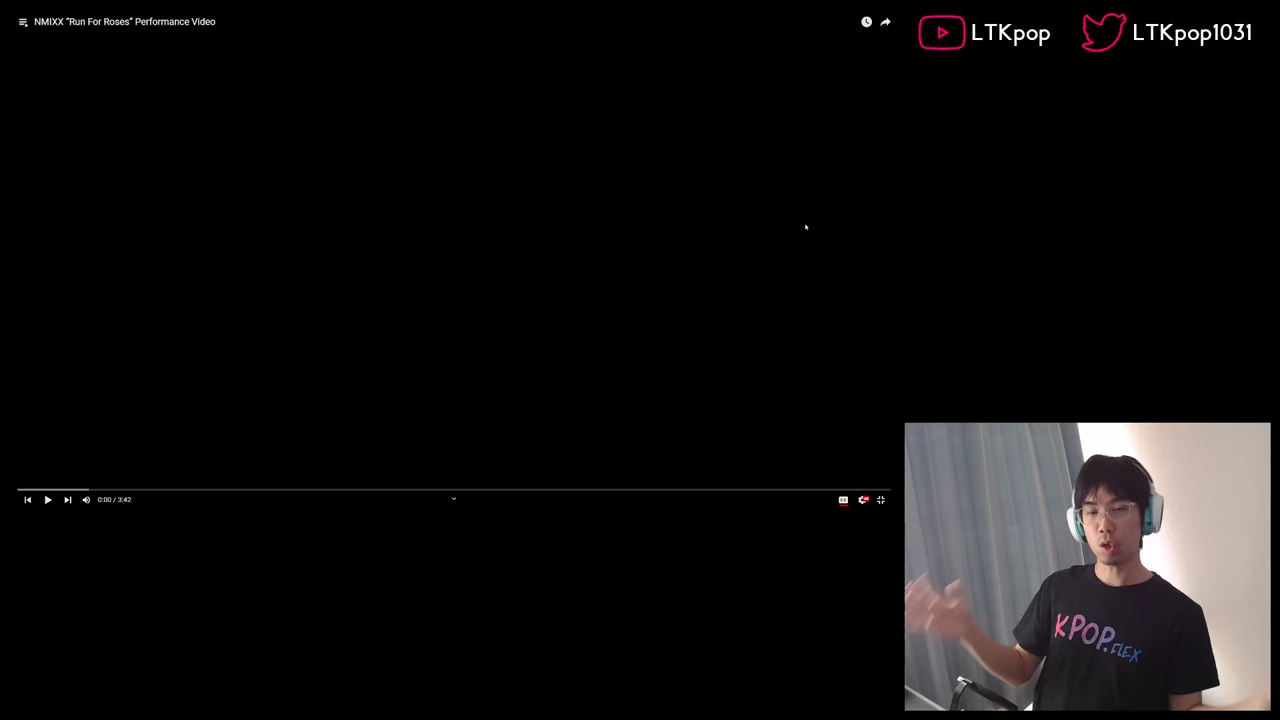 NMIXX “Run For Roses” Performance Video
LTKpop
LTKpop1031
0:00 / 3:42
KPOP.FLEX